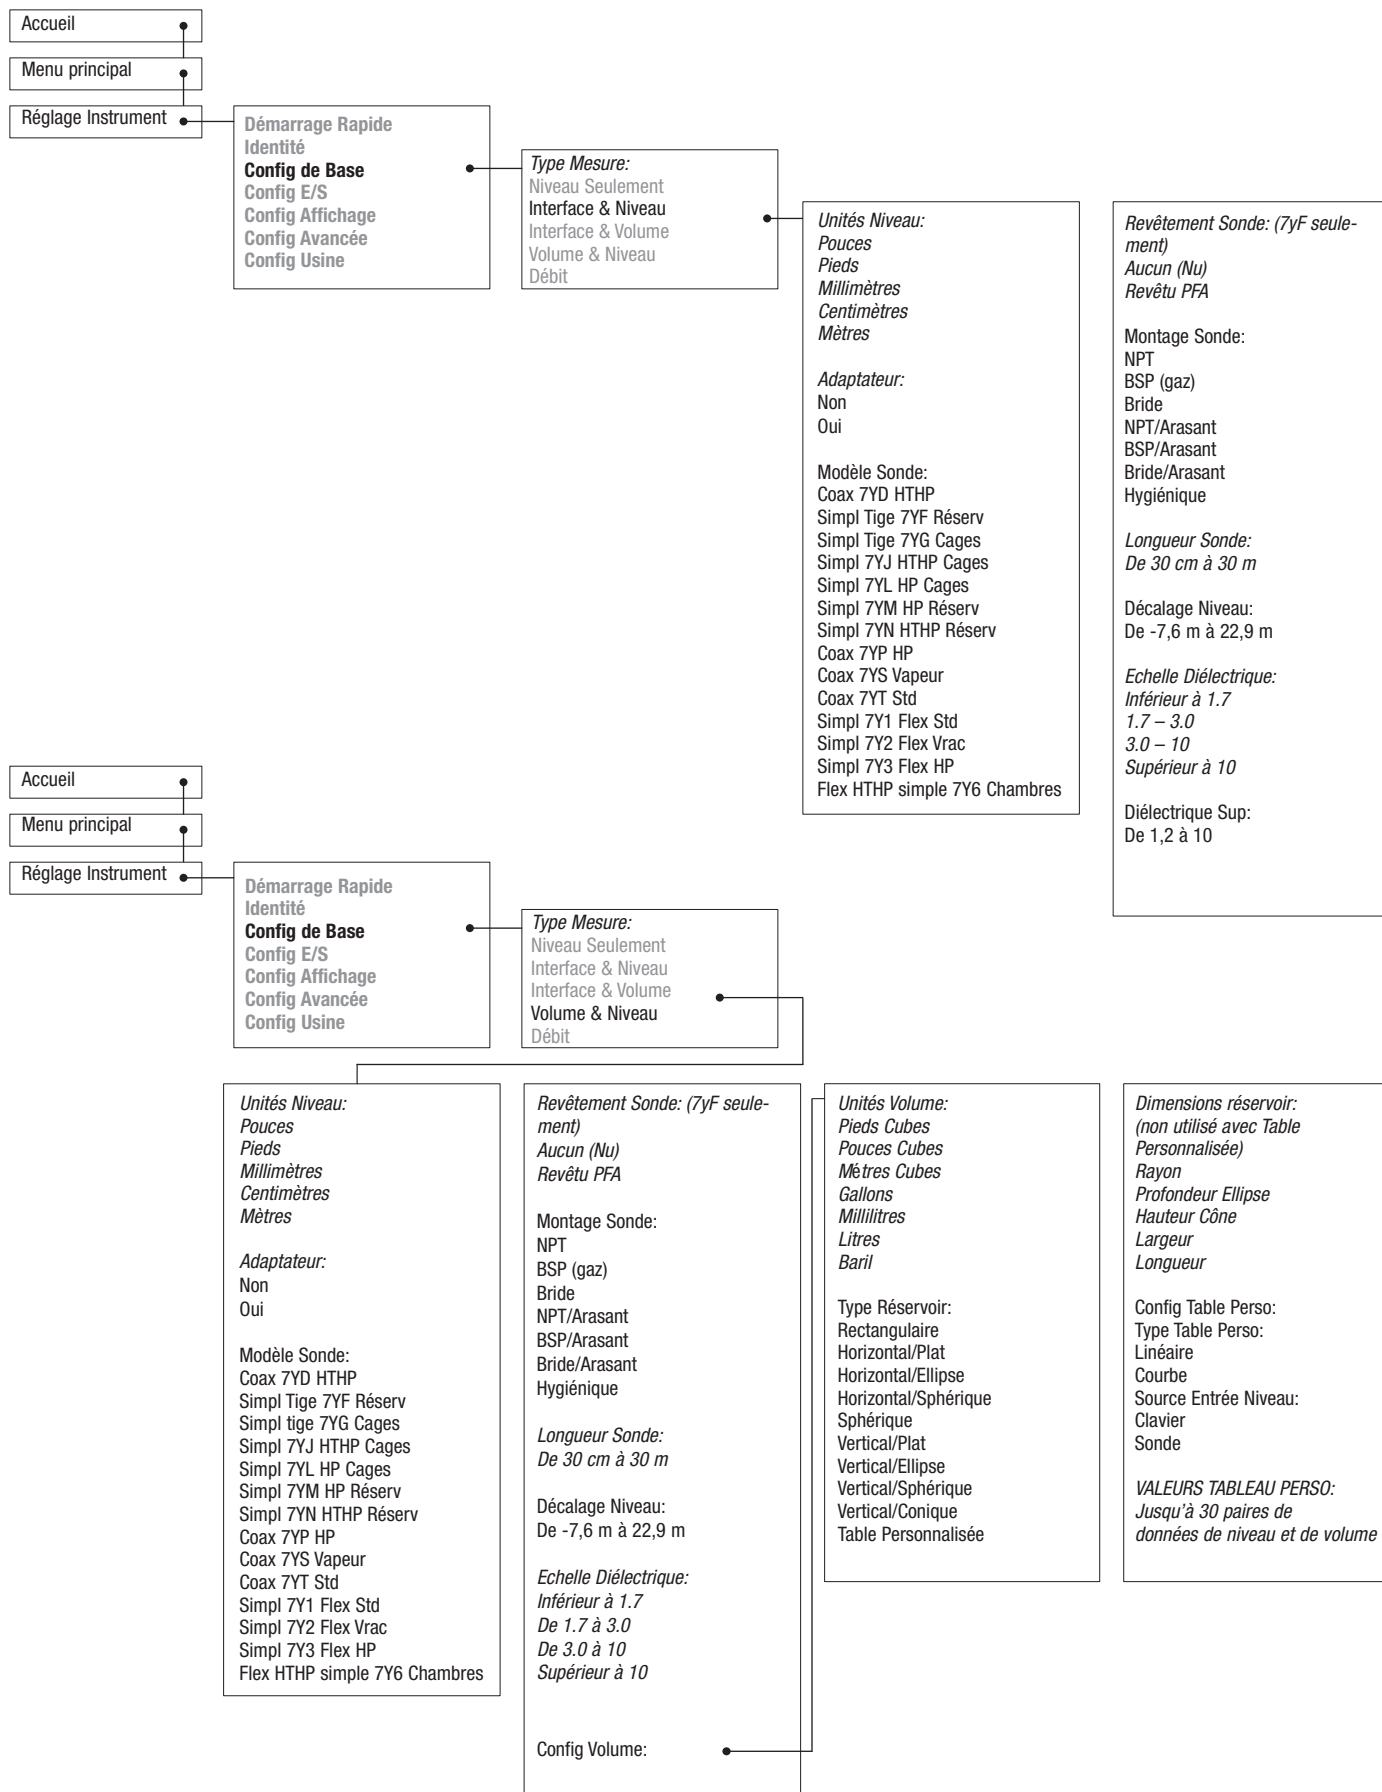 Accueil
Menu principal
Réglage Instrument
Démarrage Rapide
Identité
Config de Base
Config E/S
Config Affichage
Config Avancée
Config Usine
Type Mesure:
Niveau Seulement
Interface & Niveau
Interface & Volume
Volume & Niveau
Débit
Unités Niveau:
Pouces
Pieds
Millimètres
Centimètres
Mètres
Adaptateur:
Non
Oui
Modèle Sonde:
Coax 7YD HTHP
Simpl Tige 7YF Réserv
Simpl Tige 7YG Cages
Simpl 7YJ HTHP Cages
Simpl 7YL HP Cages
Simpl 7YM HP Réserv
Simpl 7YN HTHP Réserv
Coax 7YP HP
Coax 7YS Vapeur
Coax 7YT Std
Simpl 7Y1 Flex Std
Simpl 7Y2 Flex Vrac
Simpl 7Y3 Flex HP
Flex HTHP simple 7Y6 Chambres
Revêtement Sonde: (7yF seule-
ment)
Aucun (Nu)
Revêtu PFA
Montage Sonde:
NPT
BSP (gaz)
Bride
NPT/Arasant
BSP/Arasant
Bride/Arasant
Hygiénique
Longueur Sonde:
De 30 cm à 30 m
Décalage Niveau:
De -7,6 m à 22,9 m
Echelle Diélectrique:
Inférieur à 1.7
1.7 – 3.0
3.0 – 10
Supérieur à 10
Diélectrique Sup:
De 1,2 à 10
Accueil
Menu principal
Réglage Instrument
Démarrage Rapide
Identité
Config de Base
Config E/S
Config Affichage
Config Avancée
Config Usine
Type Mesure:
Niveau Seulement
Interface & Niveau
Interface & Volume
Volume & Niveau
Débit
Unités Niveau:
Pouces
Pieds
Millimètres
Centimètres
Mètres
Adaptateur:
Non
Oui
Modèle Sonde:
Coax 7YD HTHP
Simpl Tige 7YF Réserv
Simpl tige 7YG Cages
Simpl 7YJ HTHP Cages
Simpl 7YL HP Cages
Simpl 7YM HP Réserv
Simpl 7YN HTHP Réserv
Coax 7YP HP
Coax 7YS Vapeur
Coax 7YT Std
Simpl 7Y1 Flex Std
Simpl 7Y2 Flex Vrac
Simpl 7Y3 Flex HP
Flex HTHP simple 7Y6 Chambres
Revêtement Sonde: (7yF seule-
ment)
Aucun (Nu)
Revêtu PFA
Montage Sonde:
NPT
BSP (gaz)
Bride
NPT/Arasant
BSP/Arasant
Bride/Arasant
Hygiénique
Longueur Sonde:
De 30 cm à 30 m
Décalage Niveau:
De -7,6 m à 22,9 m
Echelle Diélectrique:
Inférieur à 1.7
De 1.7 à 3.0
De 3.0 à 10
Supérieur à 10
Config Volume:
Unités Volume:
Pieds Cubes
Pouces Cubes
Métres Cubes
Gallons
Millilitres
Litres
Baril
Type Réservoir:
Rectangulaire
Horizontal/Plat
Horizontal/Ellipse
Horizontal/Sphérique
Sphérique
Vertical/Plat
Vertical/Ellipse
Vertical/Sphérique
Vertical/Conique
Table Personnalisée
Dimensions réservoir:
(non utilisé avec Table
Personnalisée)
Rayon
Profondeur Ellipse
Hauteur Cône
Largeur
Longueur
Config Table Perso:
Type Table Perso:
Linéaire
Courbe
Source Entrée Niveau:
Clavier
Sonde
VALEURS TABLEAU PERSO:
Jusqu'à 30 paires de
données de niveau et de volume